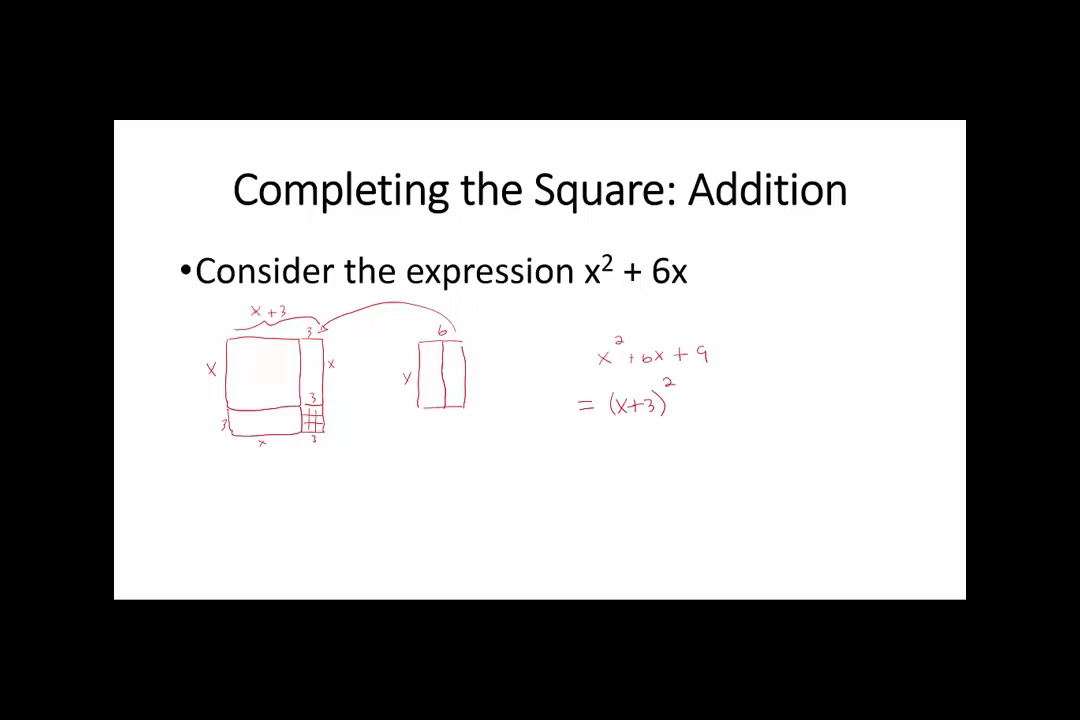 Completing the Square: Addition
•Consider the expression x² + 6x
x + 3
3
6
x
x
y
3
3
x
3
x² + 6x + 9
= (x+3)²